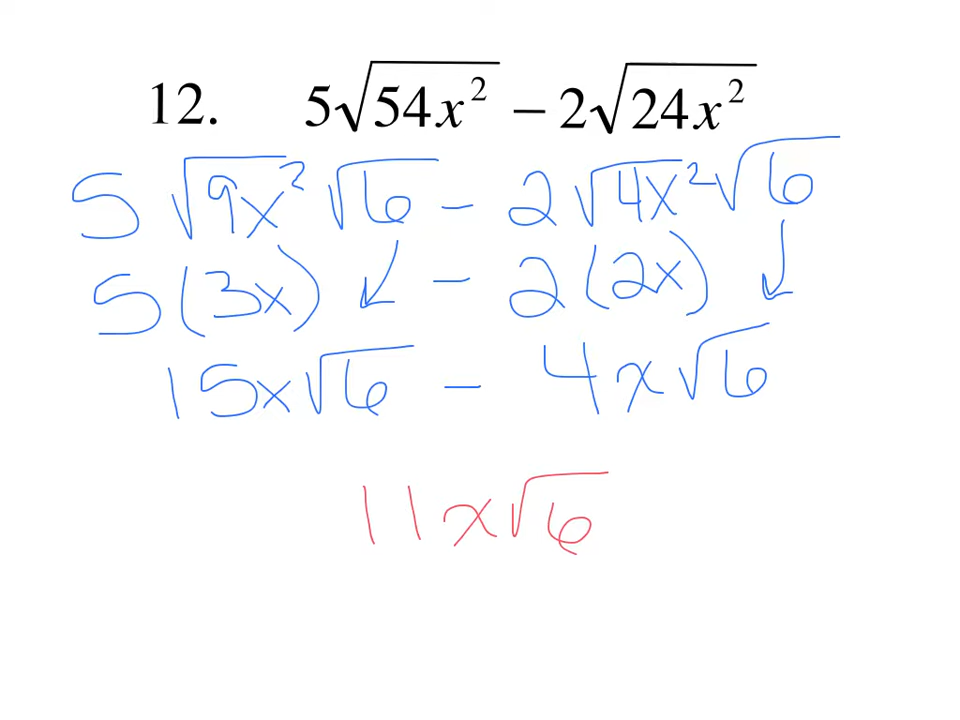 12. 5√54x² − 2√24x²
5 √9x² √6 − 2 √4x² √6
5 (3x) ↙ − 2 (2x) ↓
15x√6 − 4x√6
11x√6